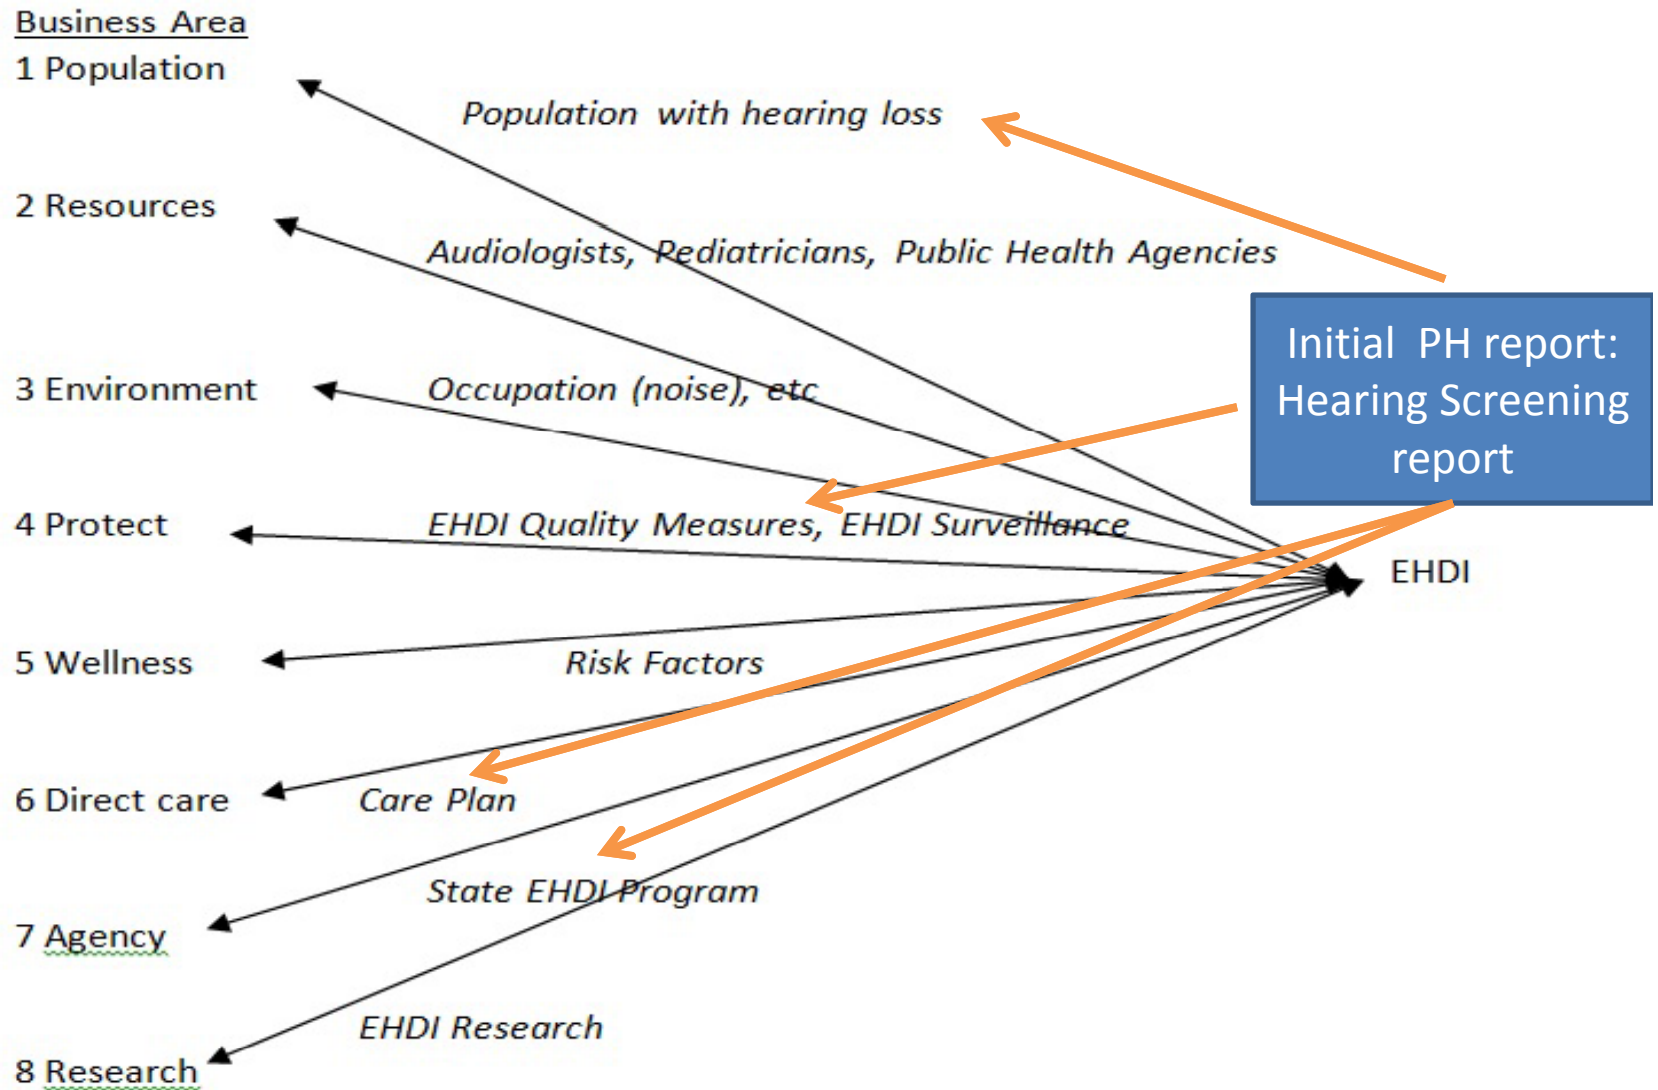 Business Area
1 Population
Population with hearing loss
2 Resources
Audiologists, Pediatricians, Public Health Agencies
Initial PH report:
Hearing Screening
report
3 Environment
Occupation (noise), etc
4 Protect
EHDI Quality Measures, EHDI Surveillance
EHDI
5 Wellness
Risk Factors
6 Direct care
Care Plan
State EHDI Program
7 Agency
EHDI Research
8 Research